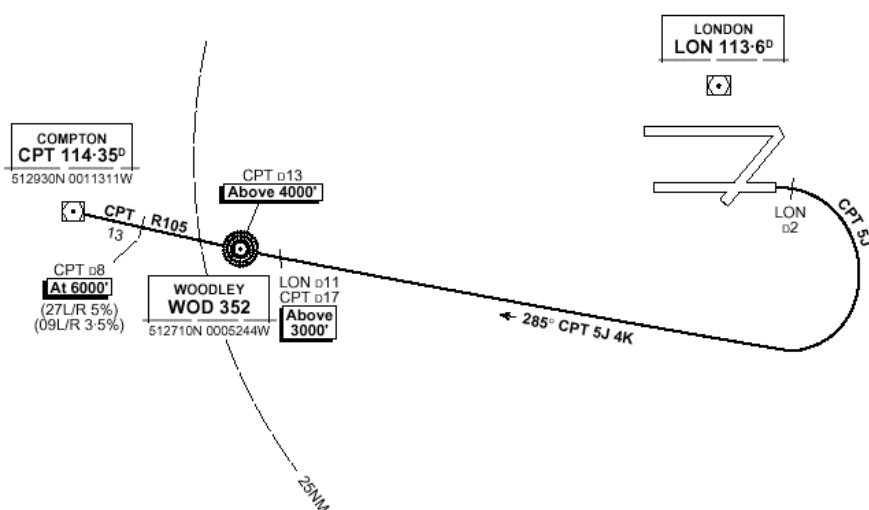 LONDON
LON 113·6ᴰ
COMPTON
CPT 114·35ᴰ
512930N 0011311W
CPT D13
Above 4000'
CPT R105
13
CPT 5J
LON
D2
CPT D8
At 6000'
(27L/R 5%)
(09L/R 3·5%)
WOODLEY
WOD 352
512710N 0005244W
LON D11
CPT D17
Above
3000'
285° CPT 5J 4K
25NM